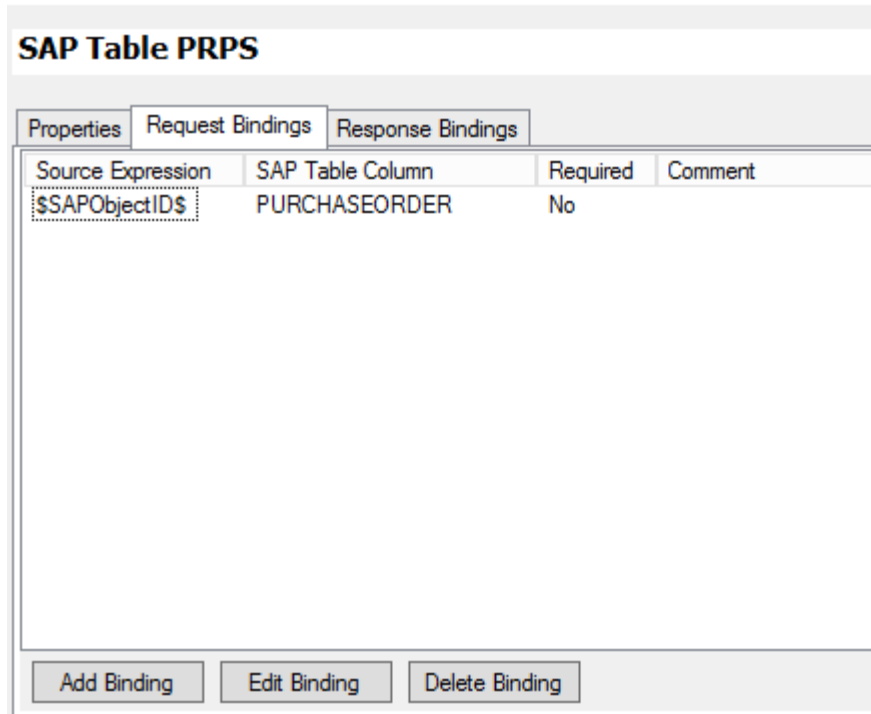 SAP Table PRPS
Properties Request Bindings Response Bindings
Source Expression SAP Table Column Required Comment
$SAPObjectID$ PURCHASEORDER No
Add Binding Edit Binding Delete Binding